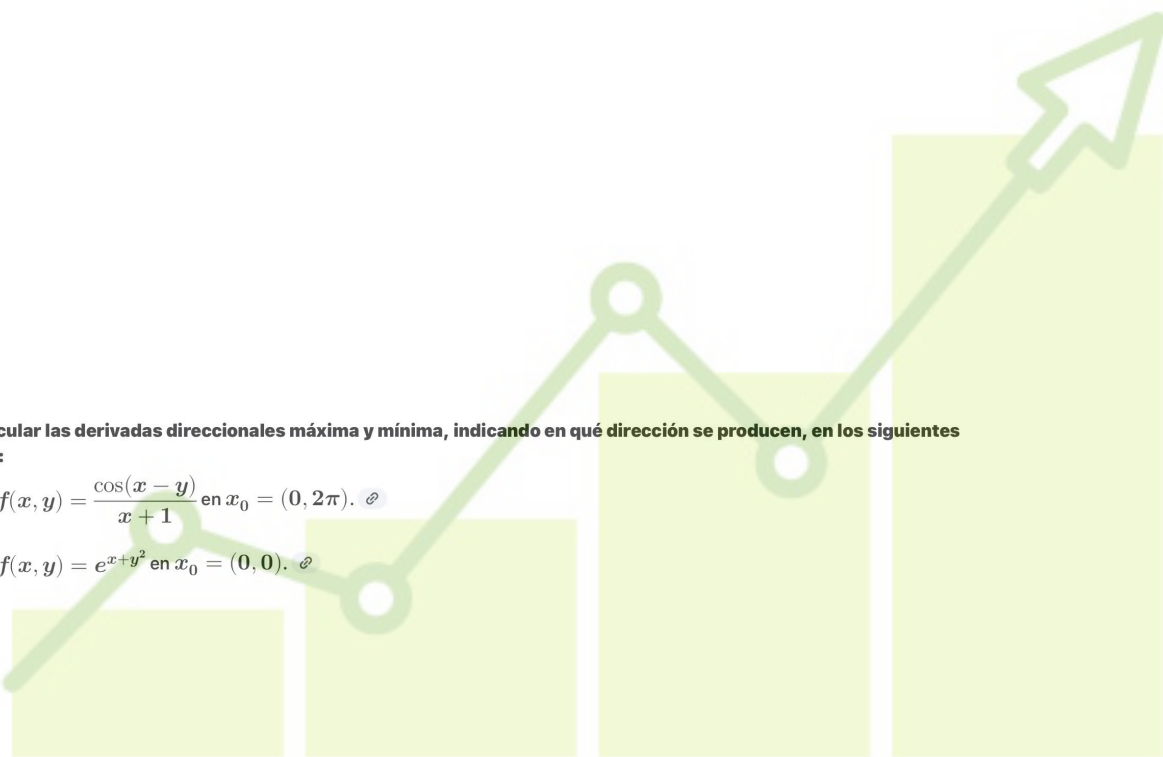 cular las derivadas direccionales máxima y mínima, indicando en qué dirección se producen, en los siguientes
:
f(x, y) = cos(x − y) / (x + 1) en x₀ = (0, 2π).
f(x, y) = e^{x+y²} en x₀ = (0, 0).